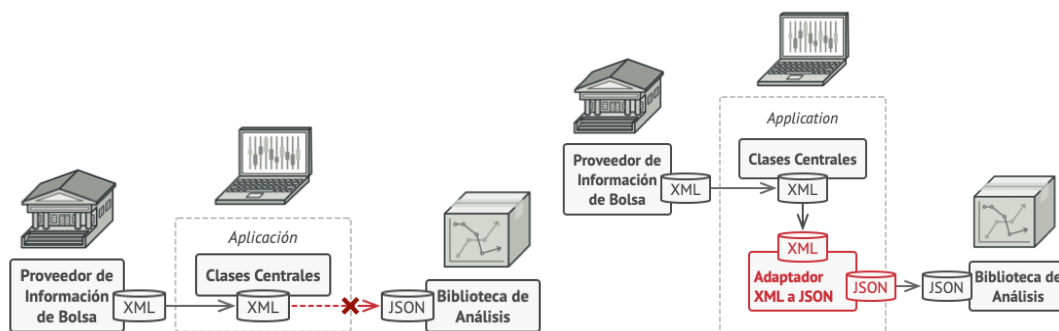 Aplicación
Proveedor de
Información
de Bolsa
XML
Clases Centrales
XML
JSON
Biblioteca de
Análisis
Application
Proveedor de
Información
de Bolsa
XML
Clases Centrales
XML
XML
Adaptador
XML a JSON
JSON
JSON
Biblioteca de
Análisis